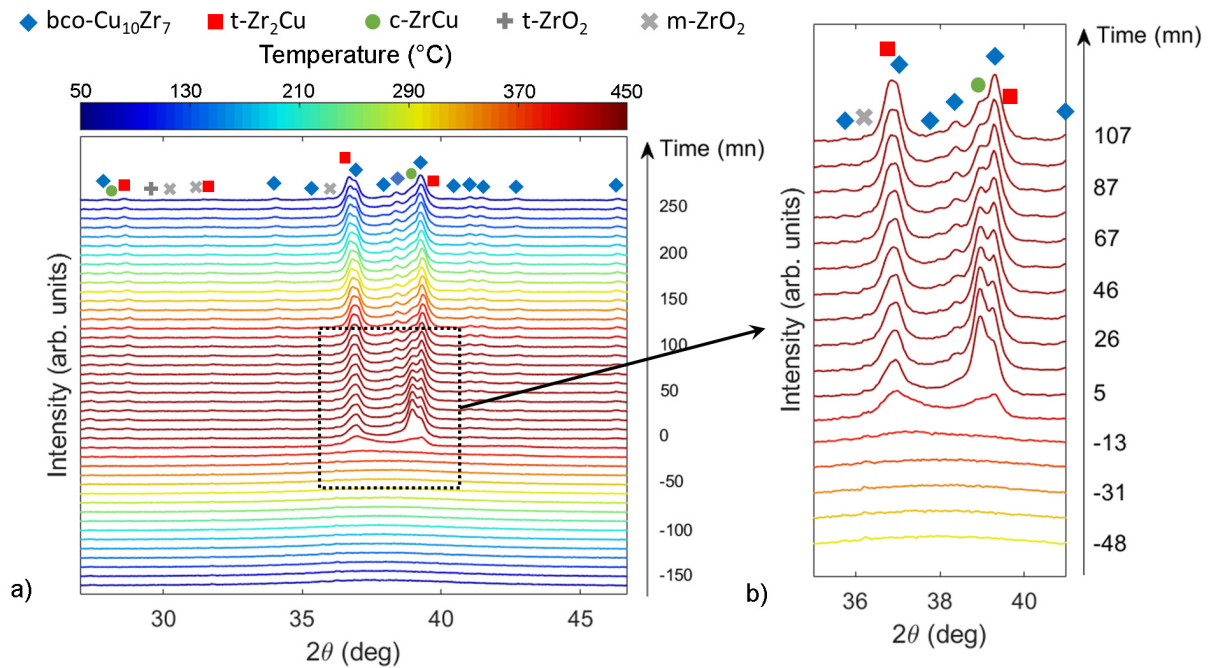 bco-Cu10Zr7 t-Zr2Cu c-ZrCu t-ZrO2 m-ZrO2
Temperature (°C)
50 130 210 290 370 450
Time (mn)
250
200
150
100
50
0
-50
-100
-150
Intensity (arb. units)
30 35 40 45
2θ (deg)
a)
Time (mn)
107
87
67
46
26
5
-13
-31
-48
Intensity (arb. units)
36 38 40
2θ (deg)
b)